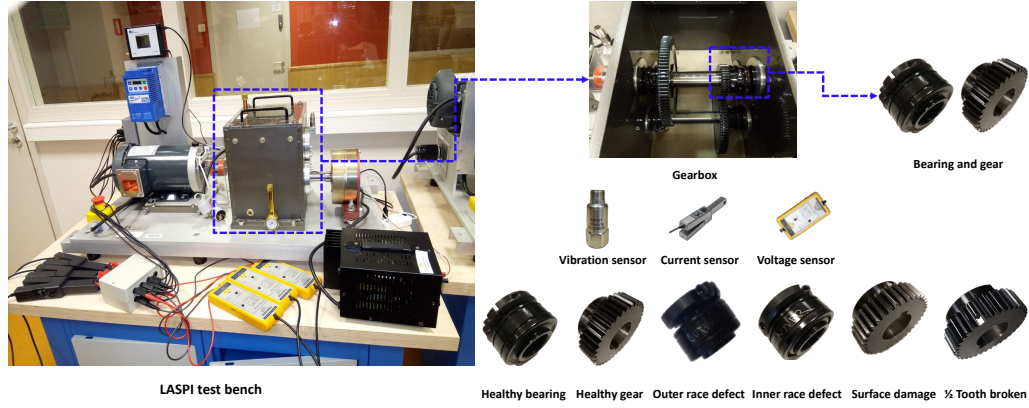 Gearbox
Bearing and gear
Vibration sensor
Current sensor
Voltage sensor
LASPI test bench
Healthy bearing
Healthy gear
Outer race defect
Inner race defect
Surface damage
½ Tooth broken